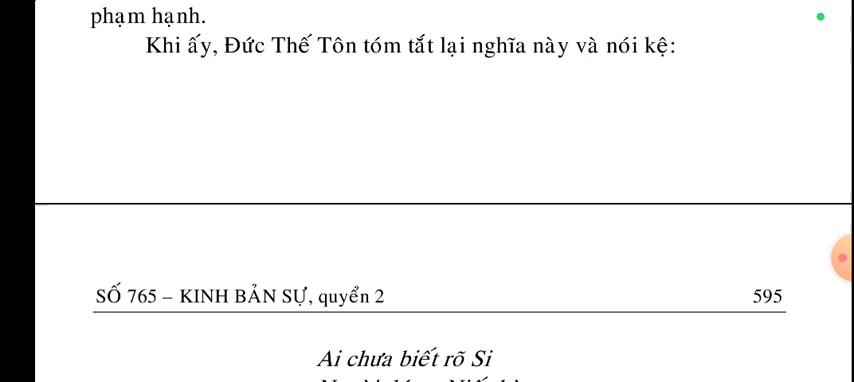 phạm hạnh.
Khi ấy, Đức Thế Tôn tóm tắt lại nghĩa này và nói kệ:
SỐ 765 – KINH BẢN SỰ, quyển 2 595
Ai chưa biết rõ Si